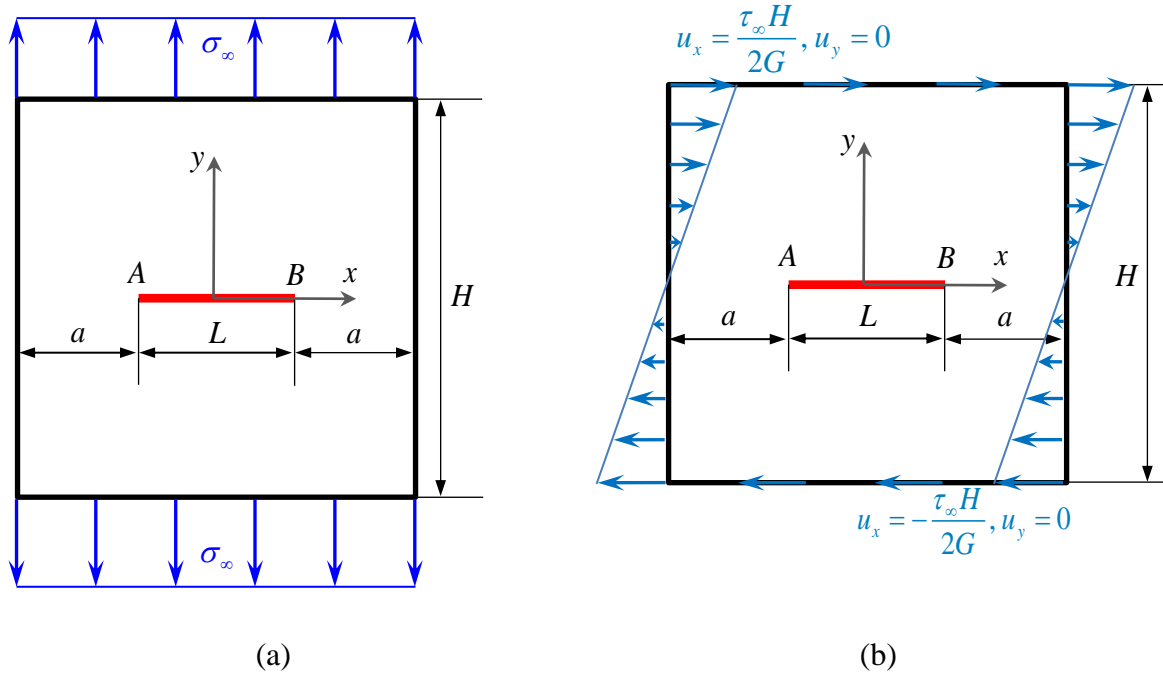 σ∞
y
A
B
x
a
L
a
H
σ∞
(a)
u_x = τ∞H / 2G , u_y = 0
y
A
B
x
a
L
a
H
u_x = − τ∞H / 2G , u_y = 0
(b)